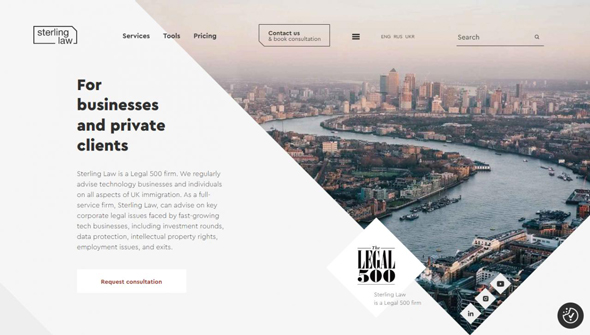 sterling
law.
Services Tools Pricing
Contact us
& book consultation
ENG RUS UKR
Search
For
businesses
and private
clients
Sterling Law is a Legal 500 firm. We regularly
advise technology businesses and individuals
on all aspects of UK immigration. As a full-
service firm, Sterling Law, can advise on key
corporate legal issues faced by fast-growing
tech businesses, including investment rounds,
data protection, intellectual property rights,
employment issues, and exits.
Request consultation
The
LEGAL
500
Sterling Law
is a Legal 500 firm
in